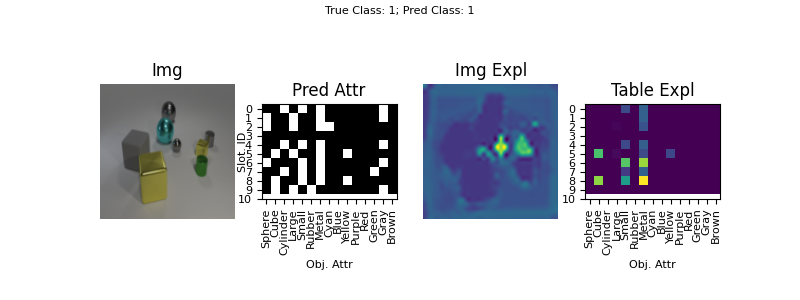 True Class: 1; Pred Class: 1
Img
Pred Attr
Img Expl
Table Expl
Slot. ID
0
1
2
3
4
5
6
7
8
9
10
Sphere
Cube
Cylinder
Large
Small
Rubber
Metal
Cyan
Blue
Yellow
Purple
Red
Green
Gray
Brown
Obj. Attr
0
1
2
3
4
5
6
7
8
9
10
Sphere
Cube
Cylinder
Large
Small
Rubber
Metal
Cyan
Blue
Yellow
Purple
Red
Green
Gray
Brown
Obj. Attr